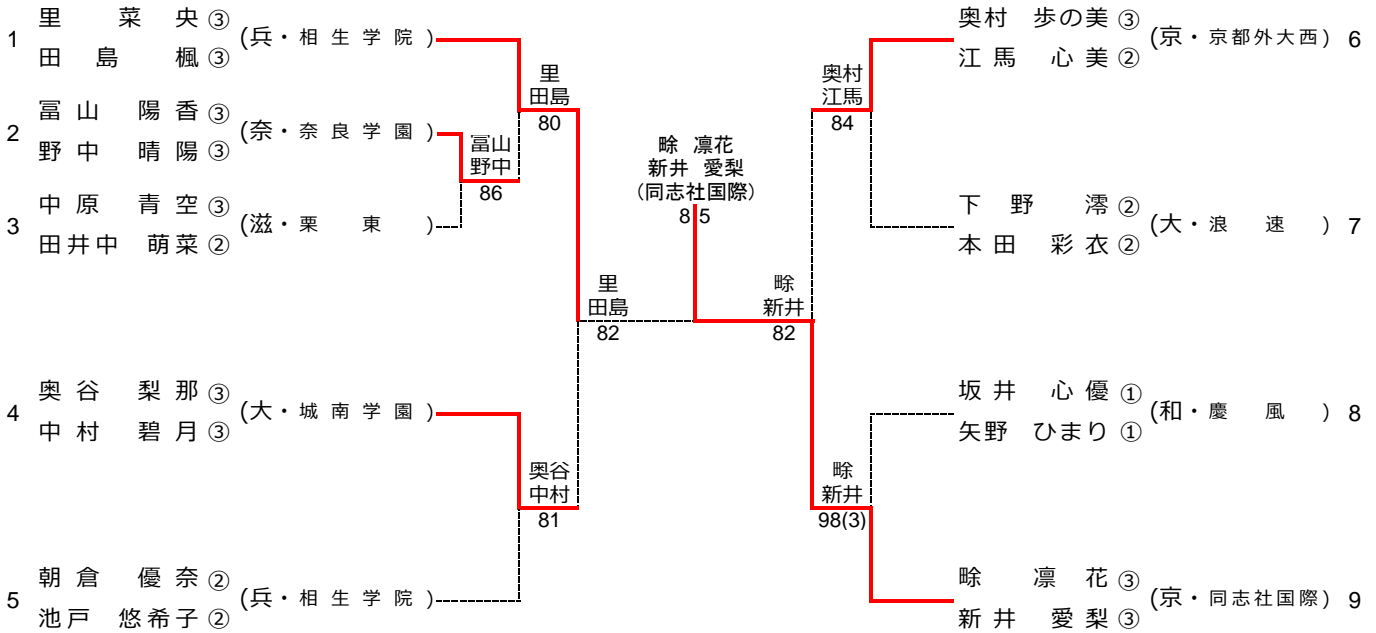 1
里 菜 央 ③
田 島 楓 ③
(兵・相生学院)
2
冨山 陽香 ③
野中 晴陽 ③
(奈・奈良学園)
3
中原 青空 ③
田井中 萌菜 ②
(滋・栗東)
4
奥谷 梨那 ③
中村 碧月 ③
(大・城南学園)
5
朝倉 優奈 ②
池戸 悠希子 ②
(兵・相生学院)
冨山
野中
86
里
田島
80
奥谷
中村
81
里
田島
82
畭 凛花
新井 愛梨
(同志社国際)
8 5
畭
新井
82
奥村
江馬
84
畭
新井
98(3)
奥村 歩の美 ③
江馬 心美 ②
(京・京都外大西)
6
下野 澪 ②
本田 彩衣 ②
(大・浪速)
7
坂井 心優 ①
矢野 ひまり ①
(和・慶風)
8
畭 凛花 ③
新井 愛梨 ③
(京・同志社国際)
9